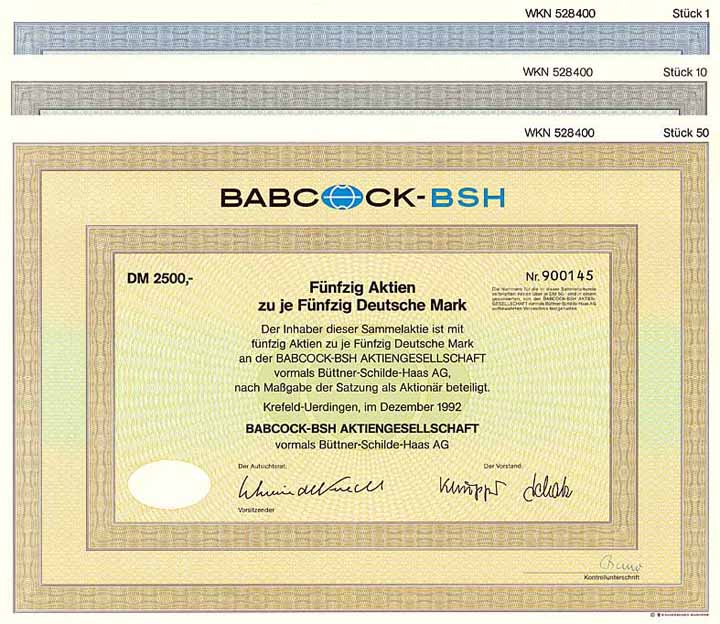 WKN 528400 Stück 1
WKN 528400 Stück 10
WKN 528400 Stück 50
BABCOCK-BSH
DM 2500,-
Nr. 900145
Fünfzig Aktien
zu je Fünfzig Deutsche Mark
Der Inhaber dieser Sammelaktie ist mit
fünfzig Aktien zu je Fünfzig Deutsche Mark
an der BABCOCK-BSH AKTIENGESELLSCHAFT
vormals Büttner-Schilde-Haas AG,
nach Maßgabe der Satzung als Aktionär beteiligt.
Krefeld-Uerdingen, im Dezember 1992
BABCOCK-BSH AKTIENGESELLSCHAFT
vormals Büttner-Schilde-Haas AG
Der Aufsichtsrat: Der Vorstand:
Vorsitzender
Kontrollunterschrift